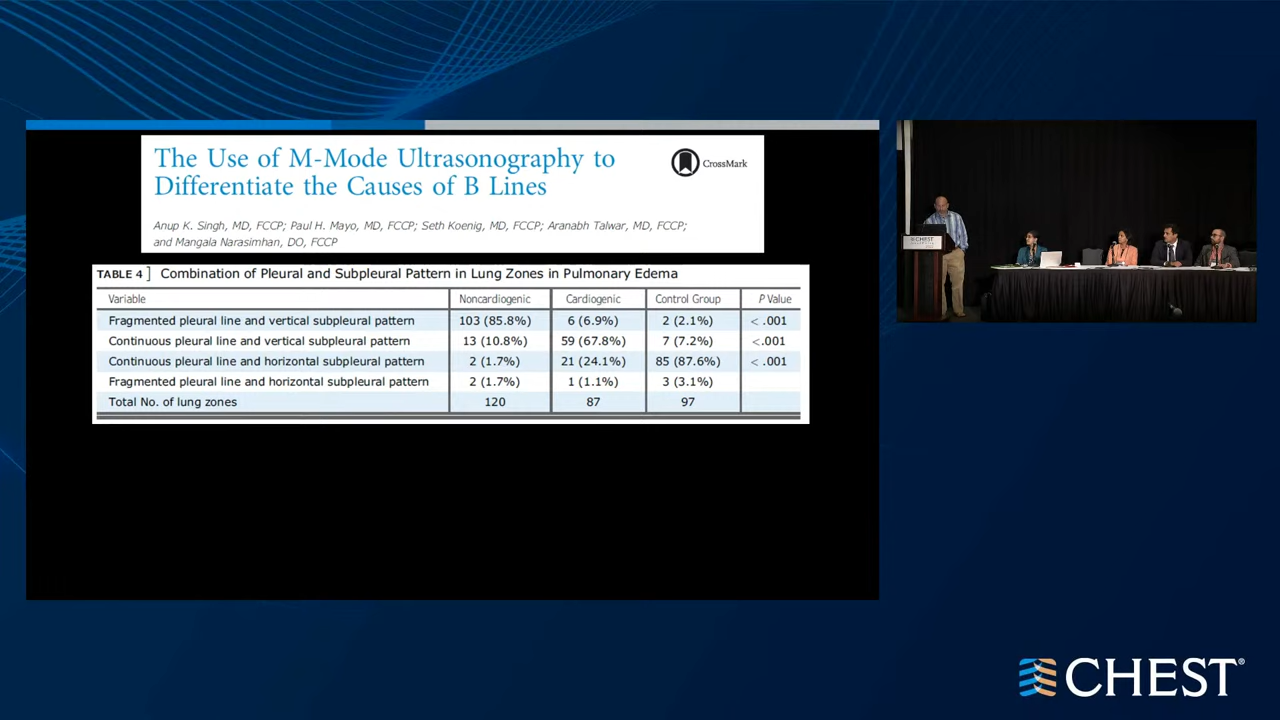 The Use of M-Mode Ultrasonography to
Differentiate the Causes of B Lines
CrossMark
Anup K. Singh, MD, FCCP; Paul H. Mayo, MD, FCCP; Seth Koenig, MD, FCCP; Aranabh Talwar, MD, FCCP;
and Mangala Narasimhan, DO, FCCP
TABLE 4 ] Combination of Pleural and Subpleural Pattern in Lung Zones in Pulmonary Edema
Variable Noncardiogenic Cardiogenic Control Group P Value
Fragmented pleural line and vertical subpleural pattern 103 (85.8%) 6 (6.9%) 2 (2.1%) < .001
Continuous pleural line and vertical subpleural pattern 13 (10.8%) 59 (67.8%) 7 (7.2%) <.001
Continuous pleural line and horizontal subpleural pattern 2 (1.7%) 21 (24.1%) 85 (87.6%) < .001
Fragmented pleural line and horizontal subpleural pattern 2 (1.7%) 1 (1.1%) 3 (3.1%)
Total No. of lung zones 120 87 97
CHEST
CHEST®